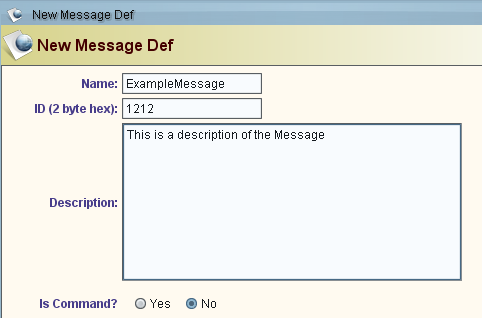 New Message Def
New Message Def
Name: ExampleMessage
ID (2 byte hex): 1212
This is a description of the Message
Description:
Is Command? Yes No